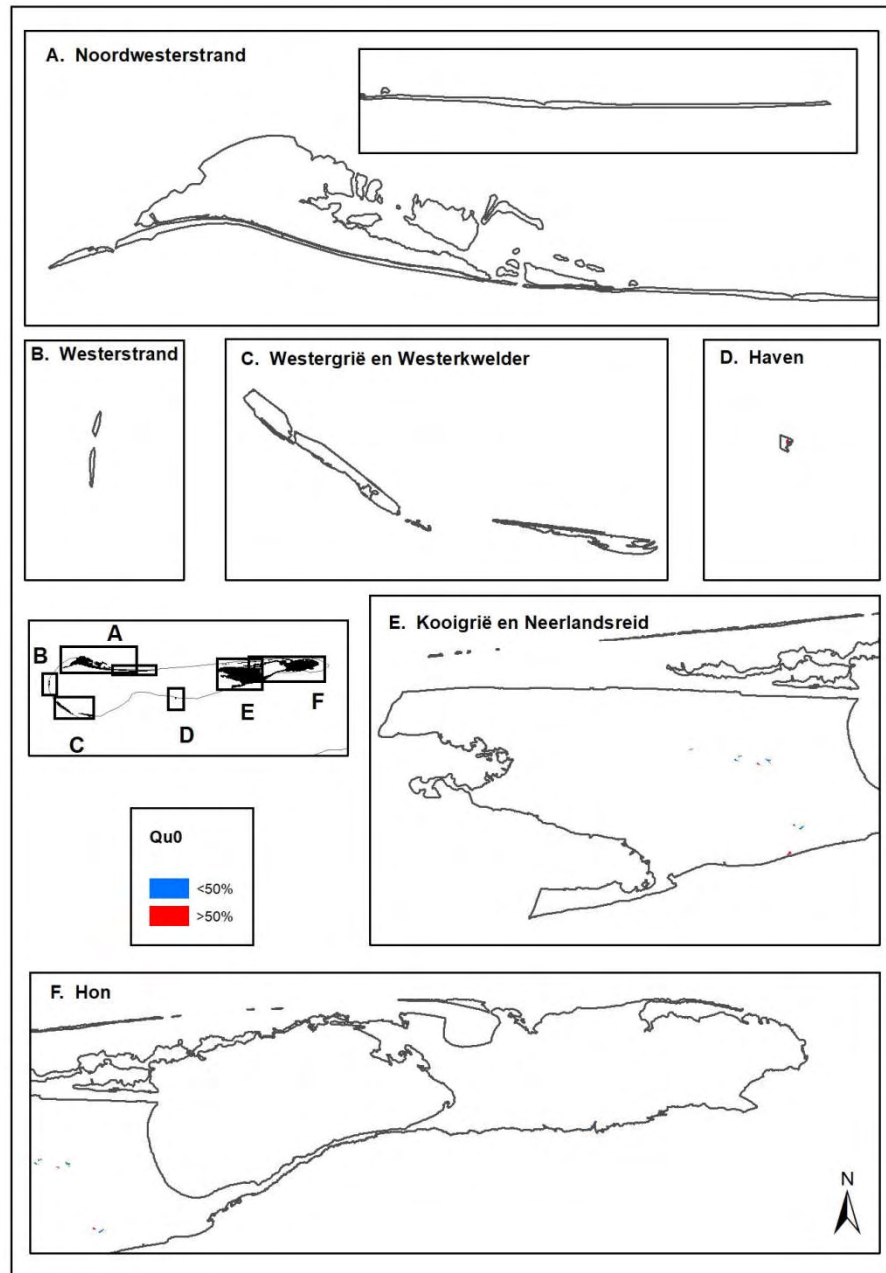 A. Noordwesterstrand
B. Westerstrand
C. Westergrië en Westerkwelder
D. Haven
A
B
C
D
E
F
E. Kooigrië en Neerlandsreid
Qu0
<50%
>50%
F. Hon
N